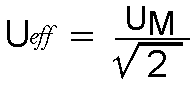 U_eff = U_M / √2